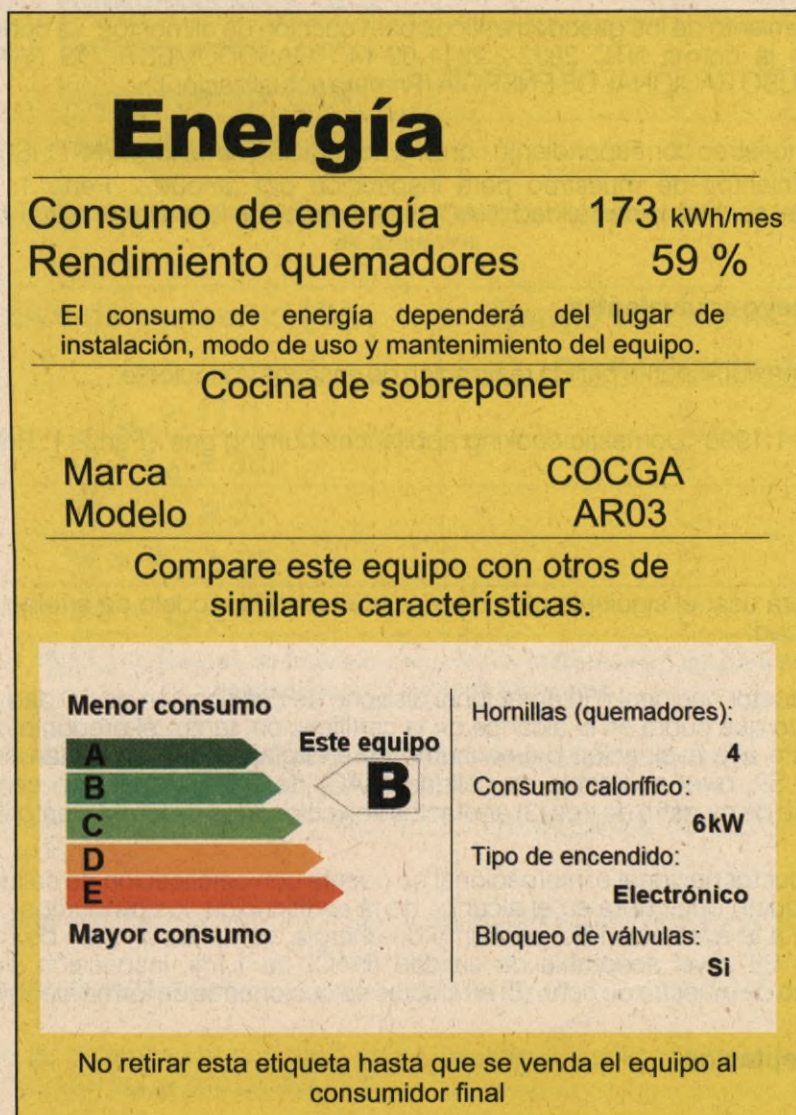 Energía
Consumo de energía 173 kWh/mes
Rendimiento quemadores 59 %
El consumo de energía dependerá del lugar de
instalación, modo de uso y mantenimiento del equipo.
Cocina de sobreponer
Marca COCGA
Modelo AR03
Compare este equipo con otros de
similares características.
Menor consumo
A
B
C
D
E
Mayor consumo
Este equipo
B
Hornillas (quemadores):
4
Consumo calorífico:
6kW
Tipo de encendido:
Electrónico
Bloqueo de válvulas:
Si
No retirar esta etiqueta hasta que se venda el equipo al
consumidor final